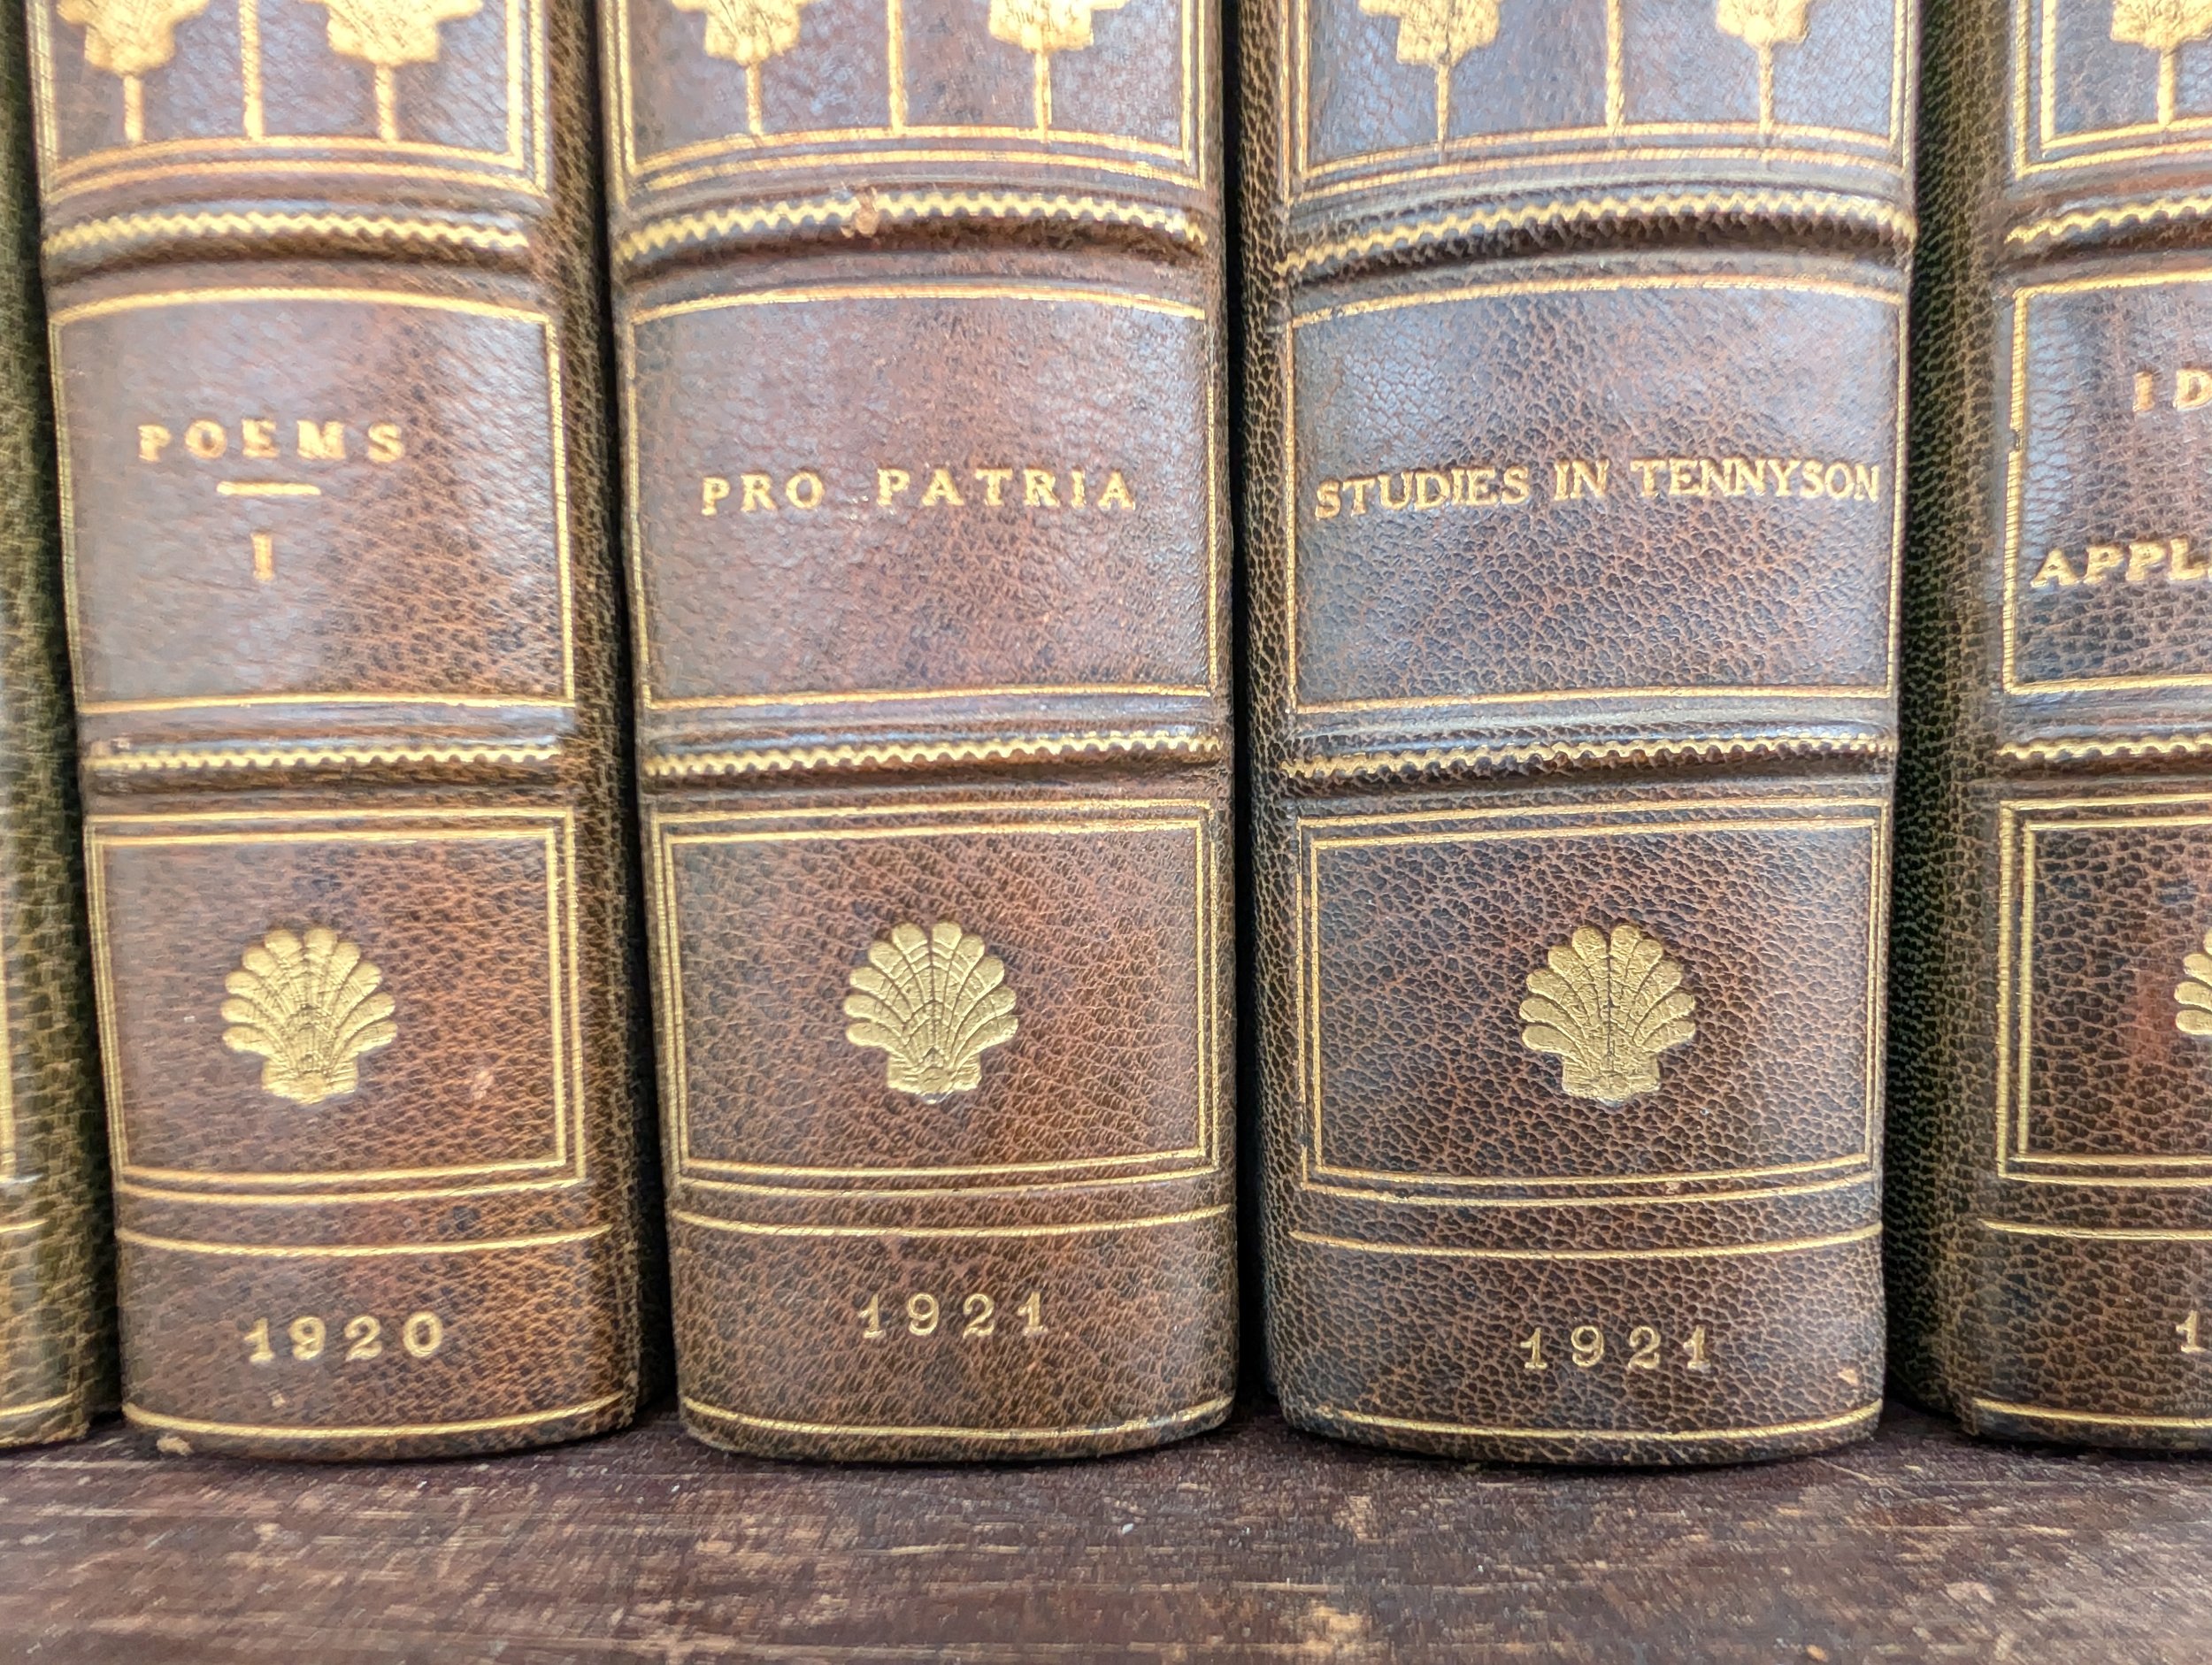 POEMS
I
1920
PRO PATRIA
1921
STUDIES IN TENNYSON
1921